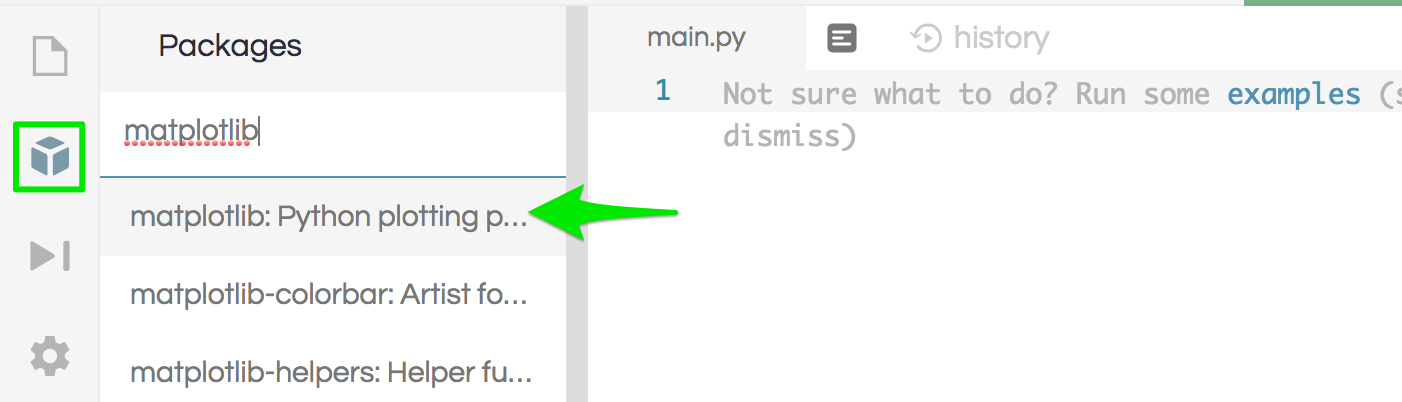 Packages
matplotlib
matplotlib: Python plotting p...
matplotlib-colorbar: Artist fo...
matplotlib-helpers: Helper fu...
main.py
history
1
Not sure what to do? Run some examples (s
dismiss)